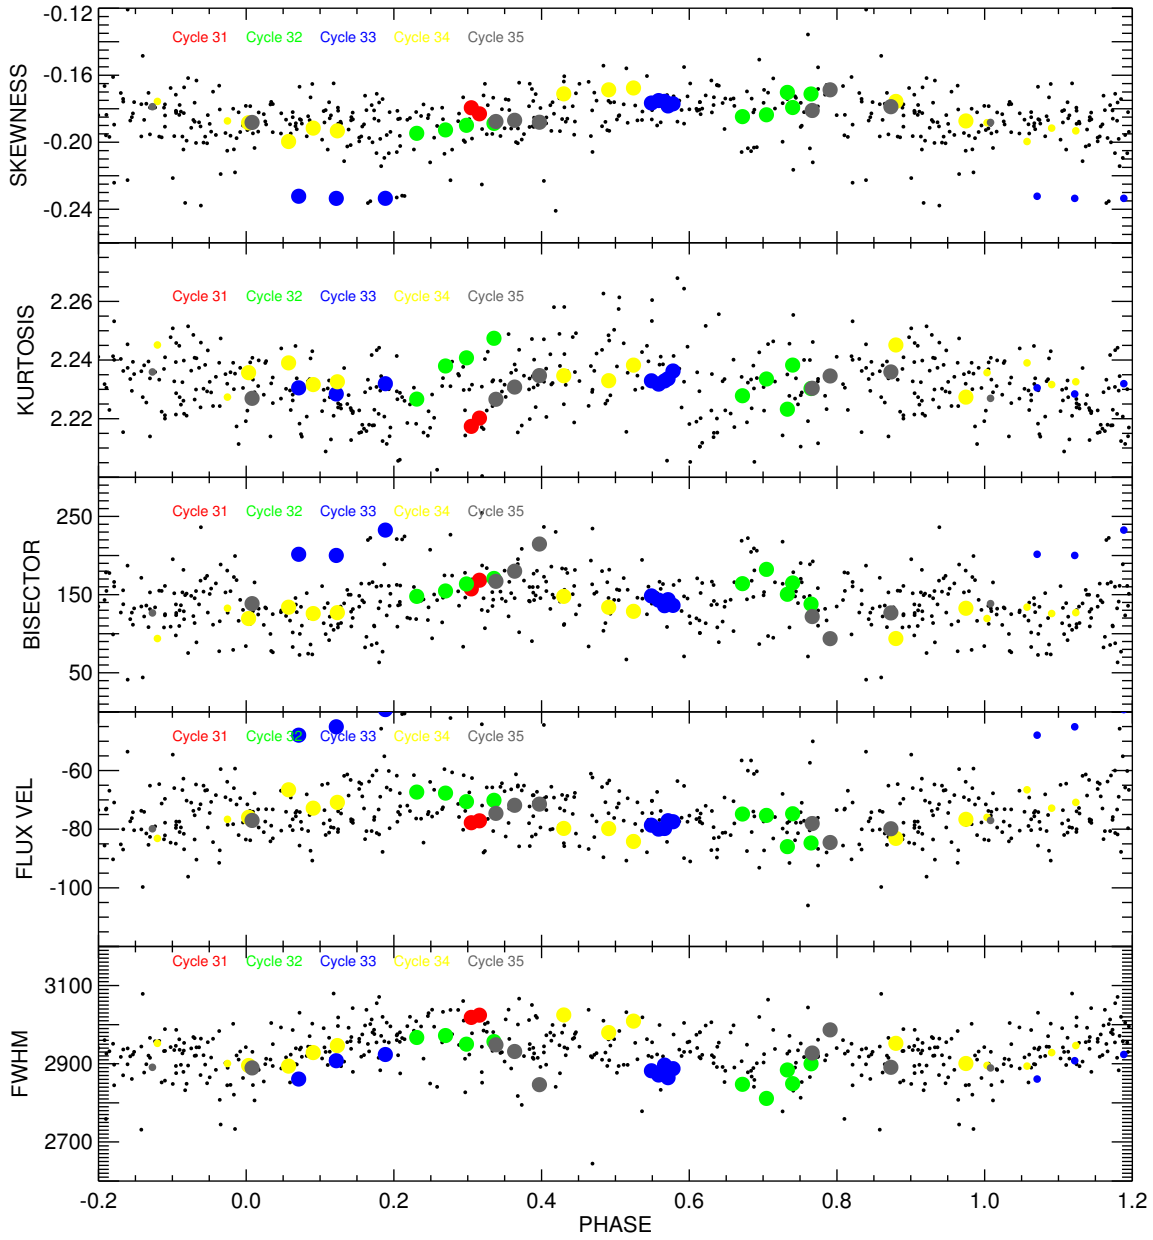 -0.12
Cycle 31 Cycle 32 Cycle 33 Cycle 34 Cycle 35
-0.16
-0.20
-0.24
SKEWNESS
Cycle 31 Cycle 32 Cycle 33 Cycle 34 Cycle 35
2.26
2.24
2.22
KURTOSIS
Cycle 31 Cycle 32 Cycle 33 Cycle 34 Cycle 35
250
150
50
BISECTOR
Cycle 31 Cycle 32 Cycle 33 Cycle 34 Cycle 35
-60
-80
-100
FLUX VEL
Cycle 31 Cycle 32 Cycle 33 Cycle 34 Cycle 35
3100
2900
2700
FWHM
-0.2 0.0 0.2 0.4 0.6 0.8 1.0 1.2
PHASE